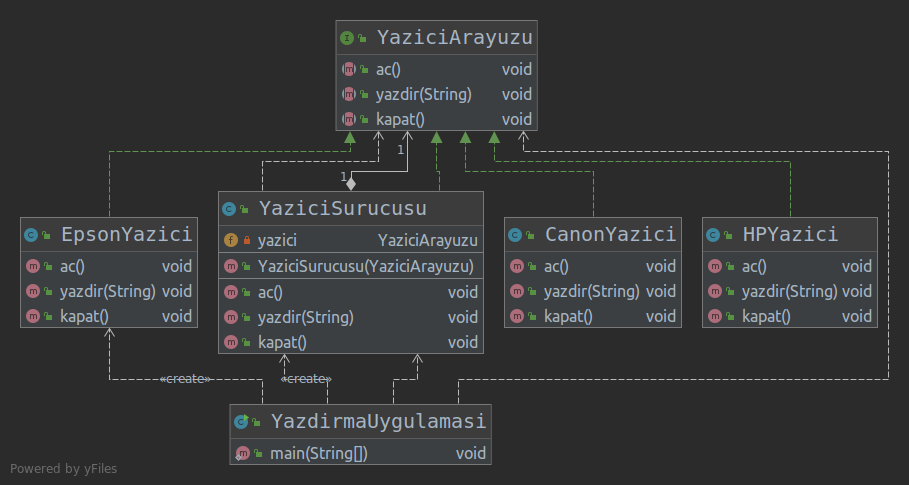 YaziciArayuzu
ac() void
yazdir(String) void
kapat() void
1
1
EpsonYazici
ac() void
yazdir(String) void
kapat() void
YaziciSurucusu
yazici YaziciArayuzu
YaziciSurucusu(YaziciArayuzu)
ac() void
yazdir(String) void
kapat() void
CanonYazici
ac() void
yazdir(String) void
kapat() void
HPYazici
ac() void
yazdir(String) void
kapat() void
«create»
«create»
YazdirmaUygulamasi
main(String[]) void
Powered by yFiles